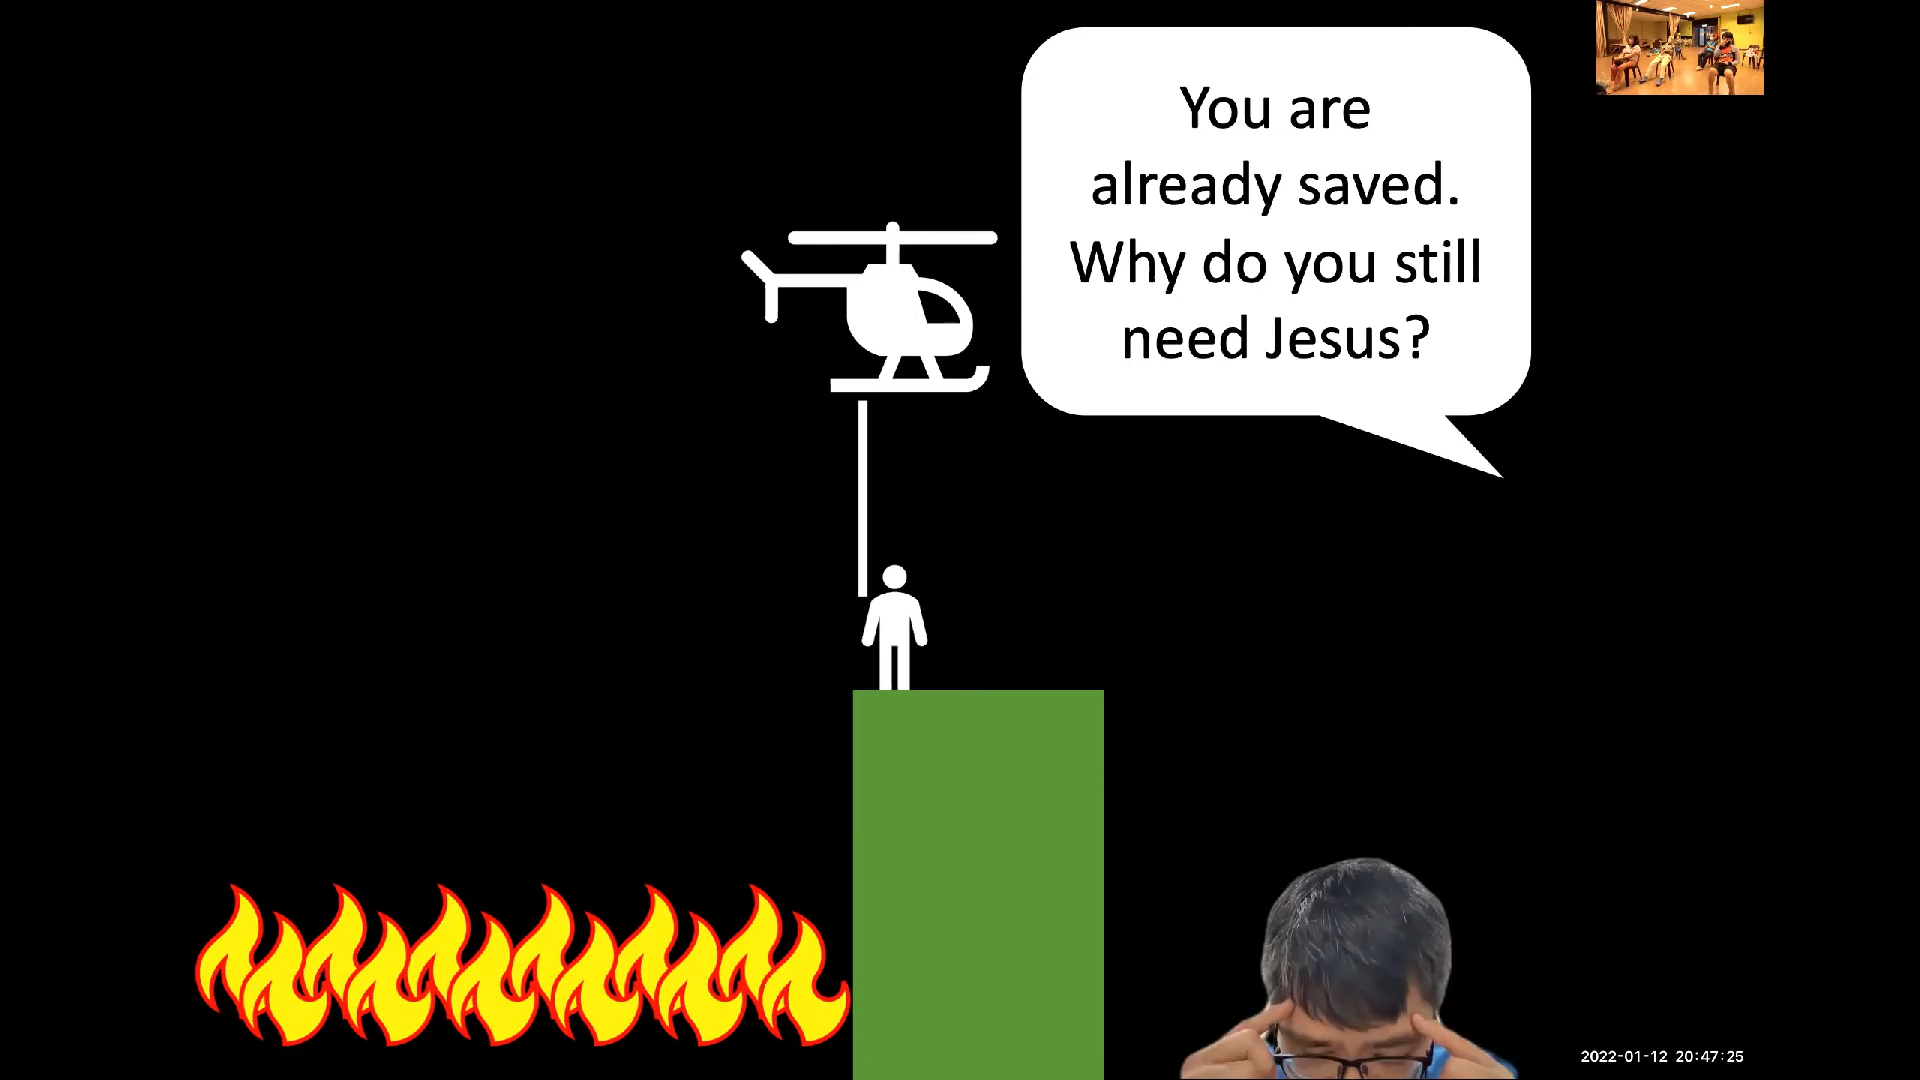 You are
already saved.
Why do you still
need Jesus?
2022-01-12 20:47:25